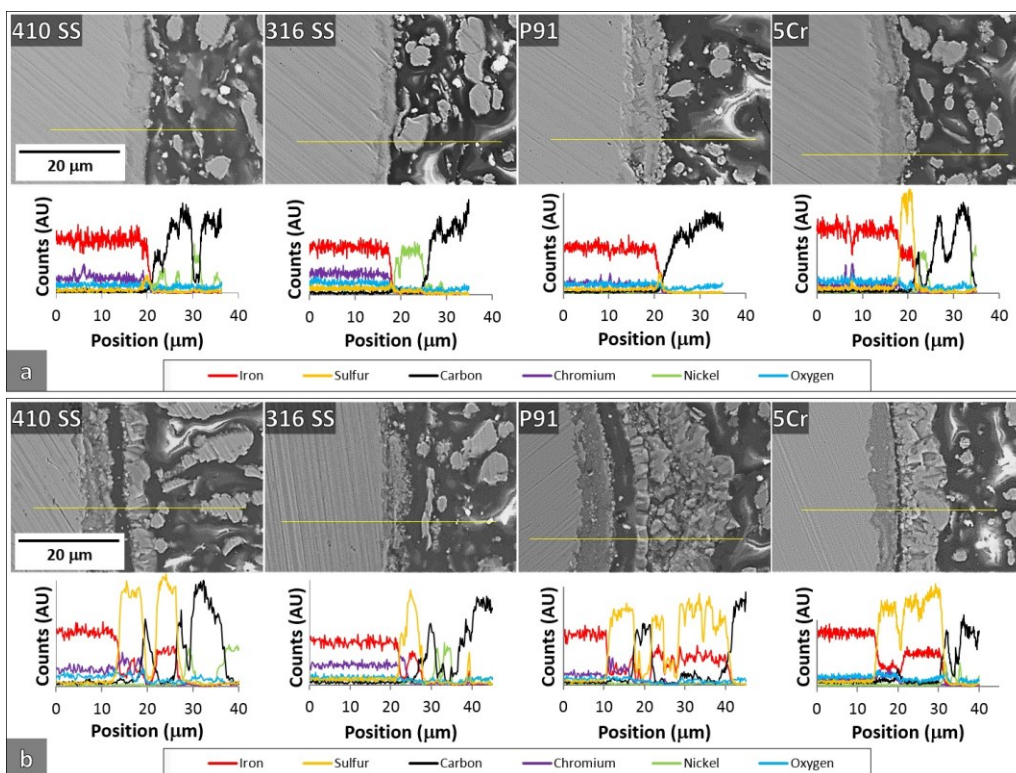 410 SS 316 SS P91 5Cr
20 μm
Counts (AU) Counts (AU) Counts (AU) Counts (AU)
0 10 20 30 40 0 10 20 30 40 0 10 20 30 40 0 10 20 30 40
Position (μm) Position (μm) Position (μm) Position (μm)
a
Iron Sulfur Carbon Chromium Nickel Oxygen
410 SS 316 SS P91 5Cr
20 μm
Counts (AU) Counts (AU) Counts (AU) Counts (AU)
0 10 20 30 40 0 10 20 30 40 0 10 20 30 40 0 10 20 30 40
Position (μm) Position (μm) Position (μm) Position (μm)
b
Iron Sulfur Carbon Chromium Nickel Oxygen